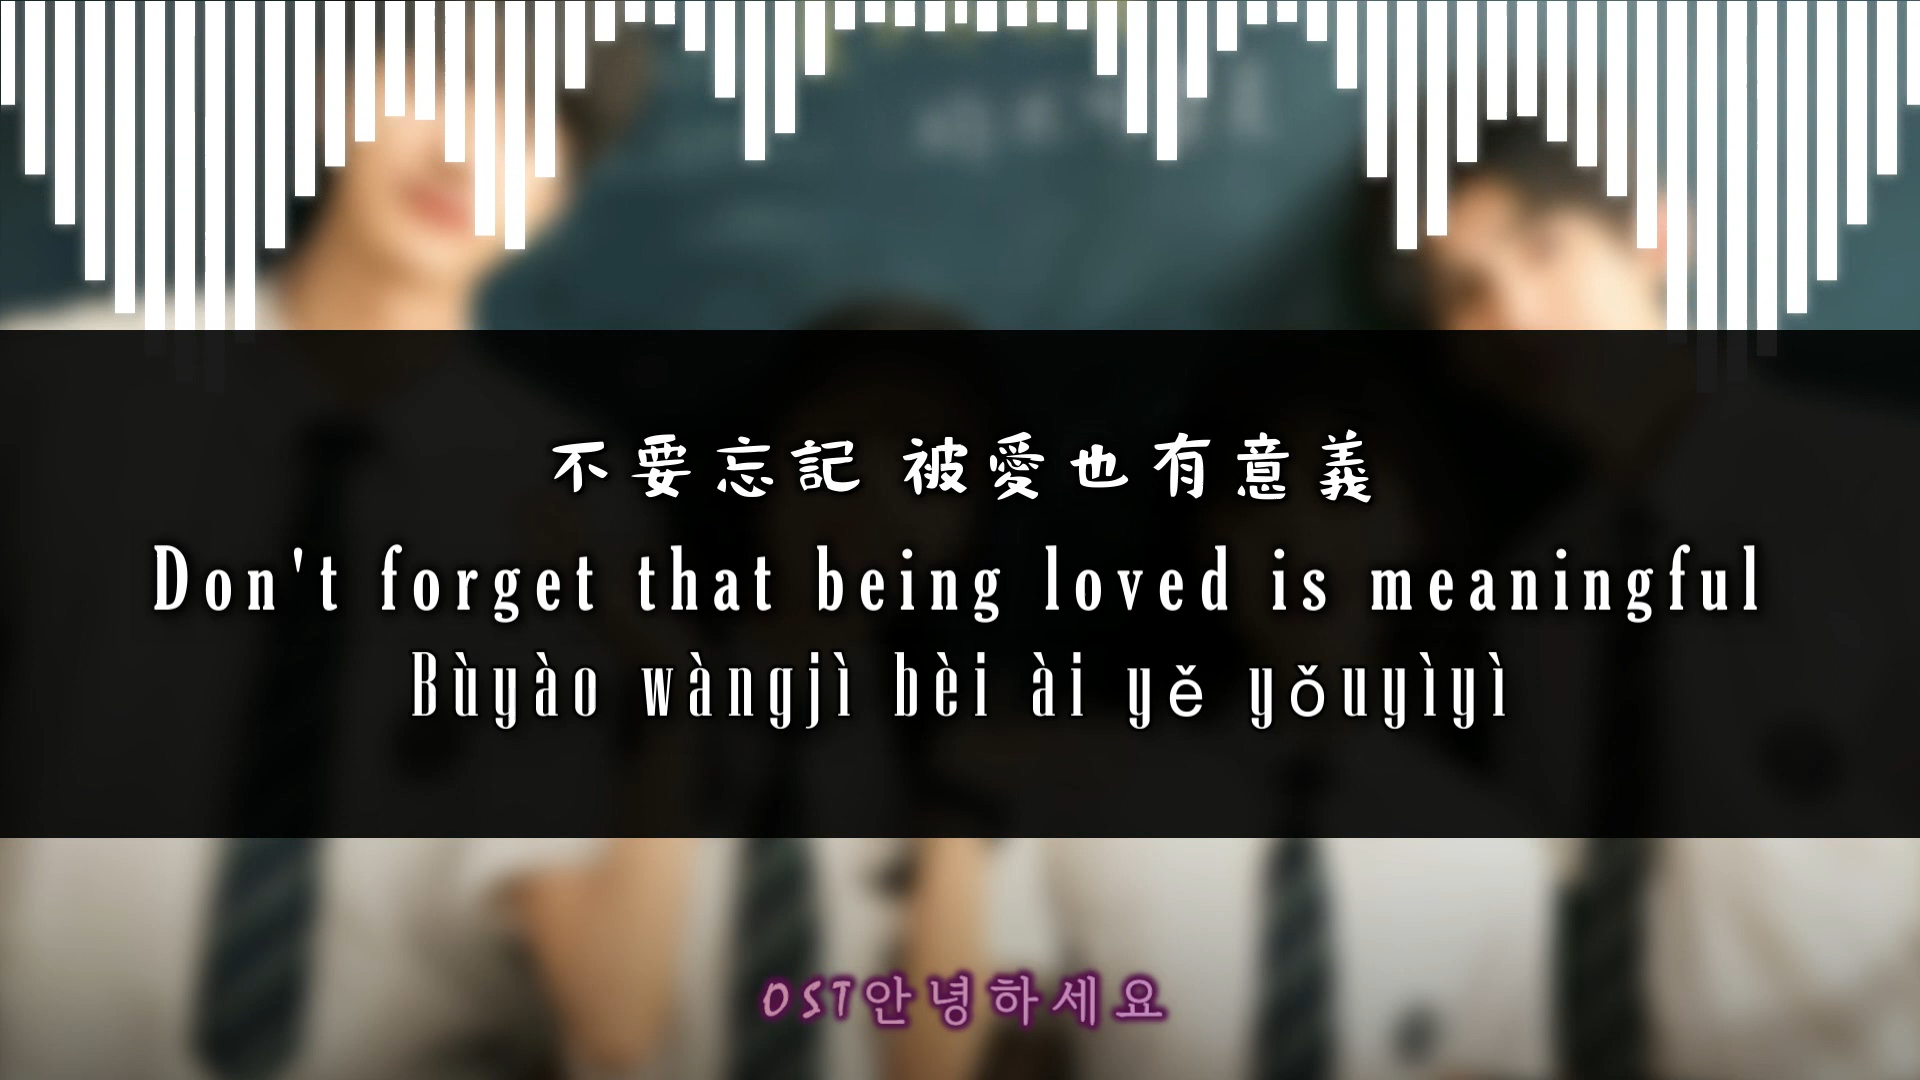 不要忘記 被愛也有意義
Don't forget that being loved is meaningful
Bùyào wàngjì bèi ài yě yǒuyìyì
OST안녕하세요